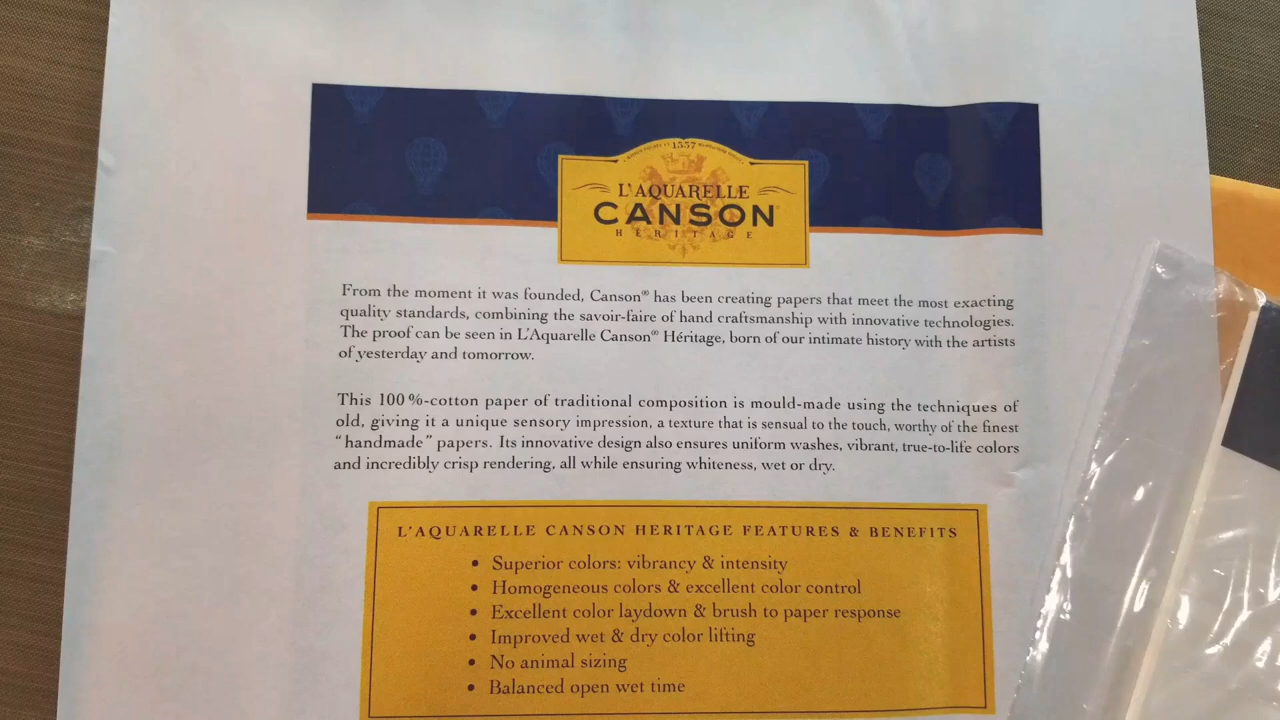 1557
L'AQUARELLE
CANSON®
HÉRITAGE
From the moment it was founded, Canson® has been creating papers that meet the most exacting
quality standards, combining the savoir-faire of hand craftsmanship with innovative technologies.
The proof can be seen in L'Aquarelle Canson® Héritage, born of our intimate history with the artists
of yesterday and tomorrow.
This 100%-cotton paper of traditional composition is mould-made using the techniques of
old, giving it a unique sensory impression, a texture that is sensual to the touch, worthy of the finest
“handmade” papers. Its innovative design also ensures uniform washes, vibrant, true-to-life colors
and incredibly crisp rendering, all while ensuring whiteness, wet or dry.
L'AQUARELLE CANSON HERITAGE FEATURES & BENEFITS
• Superior colors: vibrancy & intensity
• Homogeneous colors & excellent color control
• Excellent color laydown & brush to paper response
• Improved wet & dry color lifting
• No animal sizing
• Balanced open wet time